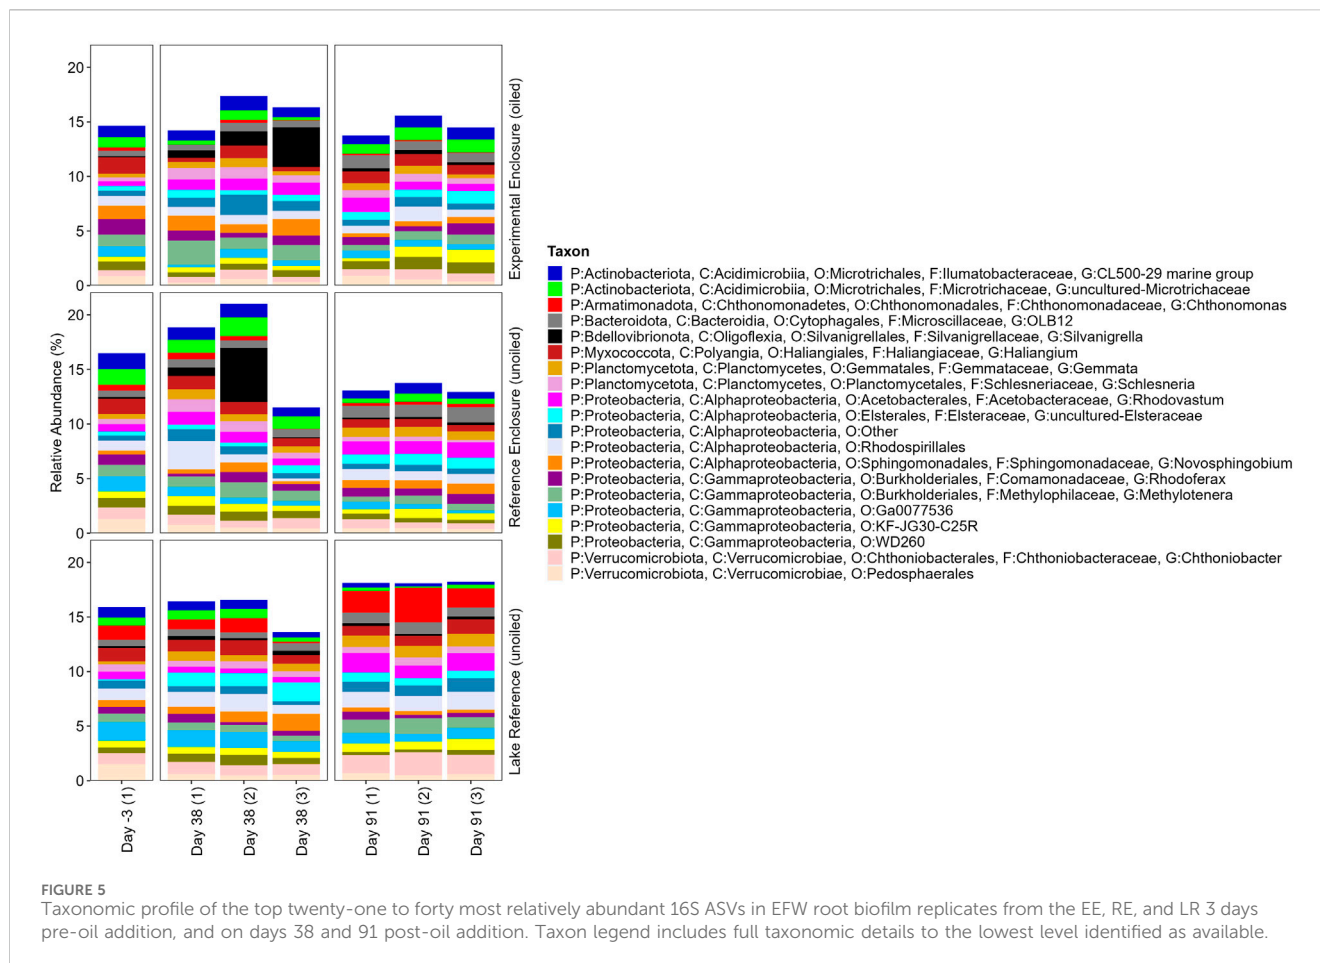 20
15
10
5
0
Experimental Enclosure (oiled)
20
15
10
5
0
Reference Enclosure (unoiled)
20
15
10
5
0
Lake Reference (unoiled)
Relative Abundance (%)
Day -3 (1)
Day 38 (1)
Day 38 (2)
Day 38 (3)
Day 91 (1)
Day 91 (2)
Day 91 (3)
Taxon
P:Actinobacteriota, C:Acidimicrobiia, O:Microtrichales, F:Ilumatobacteraceae, G:CL500-29 marine group
P:Actinobacteriota, C:Acidimicrobiia, O:Microtrichales, F:Microtrichaceae, G:uncultured-Microtrichaceae
P:Armatimonadota, C:Chthonomonadetes, O:Chthonomonadales, F:Chthonomonadaceae, G:Chthonomonas
P:Bacteroidota, C:Bacteroidia, O:Cytophagales, F:Microscillaceae, G:OLB12
P:Bdellovibrionota, C:Oligoflexia, O:Silvanigrellales, F:Silvanigrellaceae, G:Silvanigrella
P:Myxococcota, C:Polyangia, O:Haliangiales, F:Haliangiaceae, G:Haliangium
P:Planctomycetota, C:Planctomycetes, O:Gemmatales, F:Gemmataceae, G:Gemmata
P:Planctomycetota, C:Planctomycetes, O:Planctomycetales, F:Schlesneriaceae, G:Schlesneria
P:Proteobacteria, C:Alphaproteobacteria, O:Acetobacterales, F:Acetobacteraceae, G:Rhodovastum
P:Proteobacteria, C:Alphaproteobacteria, O:Elsterales, F:Elsteraceae, G:uncultured-Elsteraceae
P:Proteobacteria, C:Alphaproteobacteria, O:Other
P:Proteobacteria, C:Alphaproteobacteria, O:Rhodospirillales
P:Proteobacteria, C:Alphaproteobacteria, O:Sphingomonadales, F:Sphingomonadaceae, G:Novosphingobium
P:Proteobacteria, C:Gammaproteobacteria, O:Burkholderiales, F:Comamonadaceae, G:Rhodoferax
P:Proteobacteria, C:Gammaproteobacteria, O:Burkholderiales, F:Methylophilaceae, G:Methylotenera
P:Proteobacteria, C:Gammaproteobacteria, O:Ga0077536
P:Proteobacteria, C:Gammaproteobacteria, O:KF-JG30-C25R
P:Proteobacteria, C:Gammaproteobacteria, O:WD260
P:Verrucomicrobiota, C:Verrucomicrobiae, O:Chthoniobacterales, F:Chthoniobacteraceae, G:Chthoniobacter
P:Verrucomicrobiota, C:Verrucomicrobiae, O:Pedosphaerales
FIGURE 5
Taxonomic profile of the top twenty-one to forty most relatively abundant 16S ASVs in EFW root biofilm replicates from the EE, RE, and LR 3 days
pre-oil addition, and on days 38 and 91 post-oil addition. Taxon legend includes full taxonomic details to the lowest level identified as available.